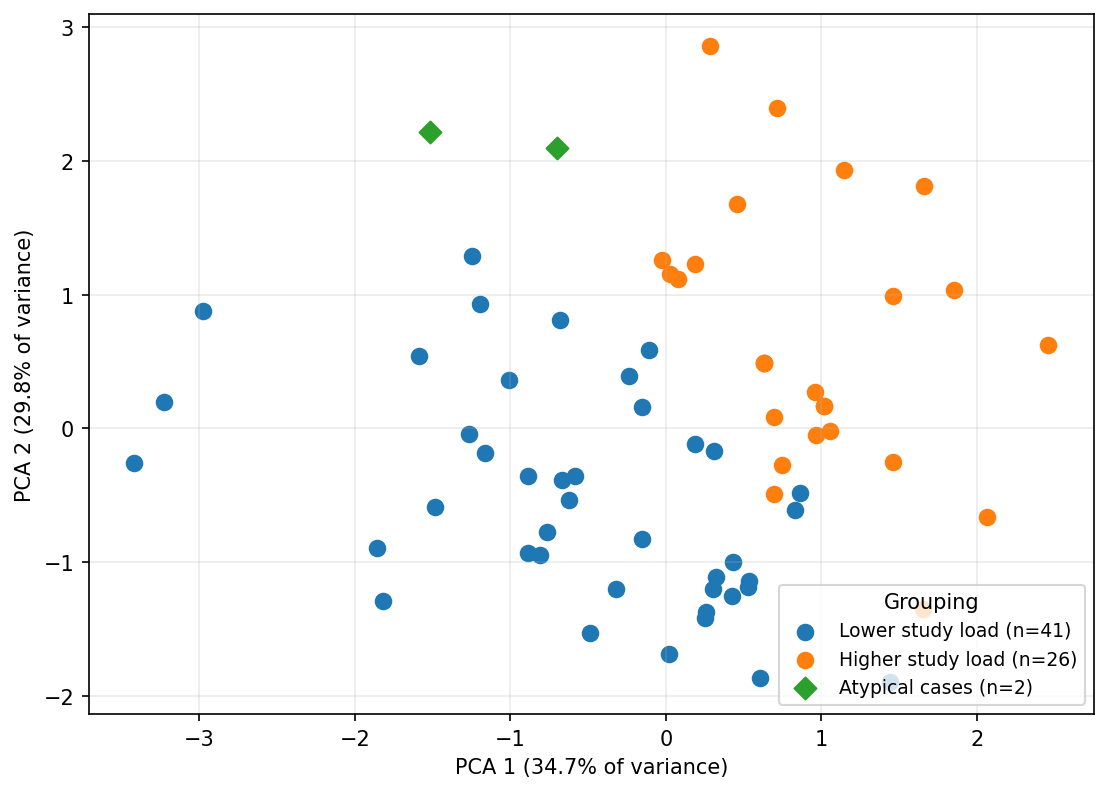 3
2
1
0
−1
−2
PCA 2 (29.8% of variance)
Grouping
Lower study load (n=41)
Higher study load (n=26)
Atypical cases (n=2)
−3
−2
−1
0
1
2
PCA 1 (34.7% of variance)